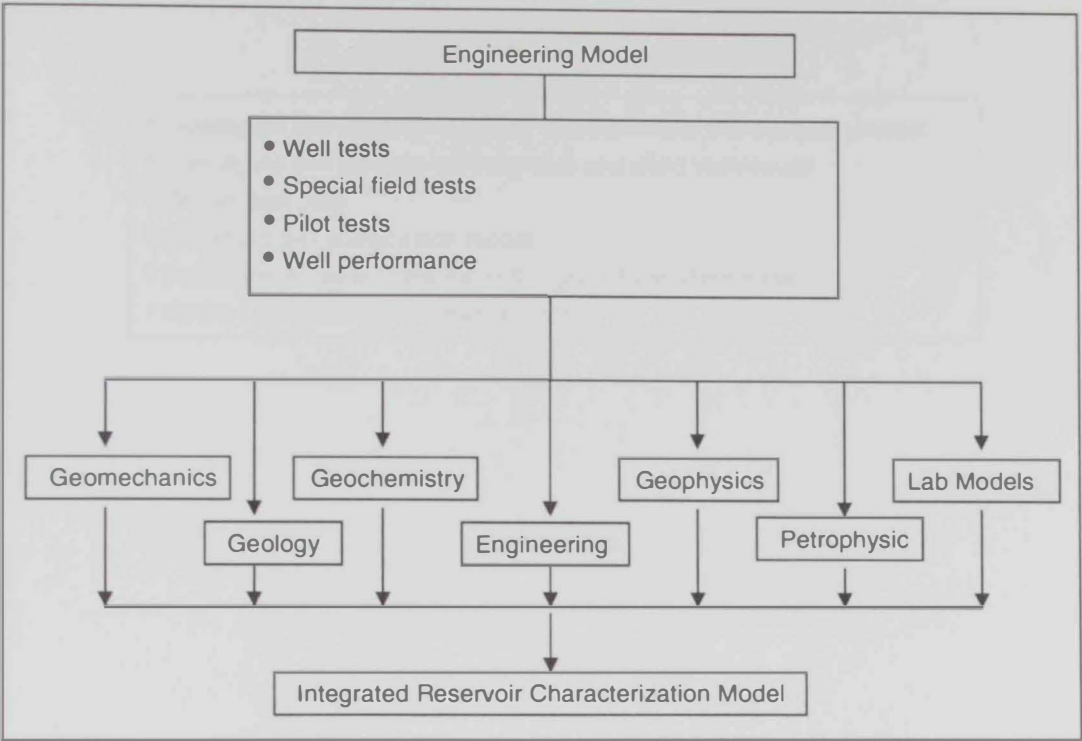 Engineering Model
• Well tests
• Special field tests
• Pilot tests
• Well performance
Geomechanics
Geochemistry
Geophysics
Lab Models
Geology
Engineering
Petrophysic
Integrated Reservoir Characterization Model